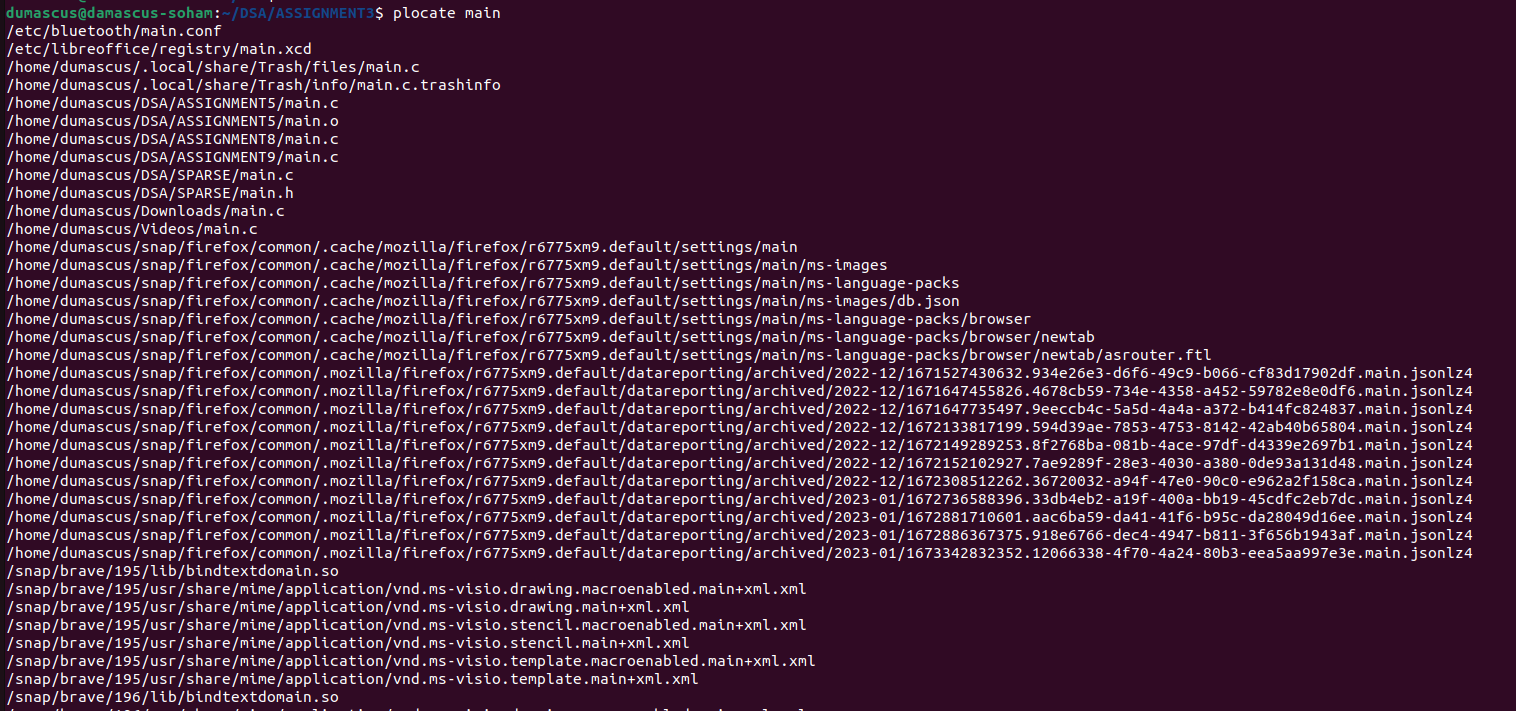 dumascus@damascus-soham:~/DSA/ASSIGNMENT3$ plocate main
/etc/bluetooth/main.conf
/etc/libreoffice/registry/main.xcd
/home/dumascus/.local/share/Trash/files/main.c
/home/dumascus/.local/share/Trash/info/main.c.trashinfo
/home/dumascus/DSA/ASSIGNMENT5/main.c
/home/dumascus/DSA/ASSIGNMENT5/main.o
/home/dumascus/DSA/ASSIGNMENT8/main.c
/home/dumascus/DSA/ASSIGNMENT9/main.c
/home/dumascus/DSA/SPARSE/main.c
/home/dumascus/DSA/SPARSE/main.h
/home/dumascus/Downloads/main.c
/home/dumascus/Videos/main.c
/home/dumascus/snap/firefox/common/.cache/mozilla/firefox/r6775xm9.default/settings/main
/home/dumascus/snap/firefox/common/.cache/mozilla/firefox/r6775xm9.default/settings/main/ms-images
/home/dumascus/snap/firefox/common/.cache/mozilla/firefox/r6775xm9.default/settings/main/ms-language-packs
/home/dumascus/snap/firefox/common/.cache/mozilla/firefox/r6775xm9.default/settings/main/ms-images/db.json
/home/dumascus/snap/firefox/common/.cache/mozilla/firefox/r6775xm9.default/settings/main/ms-language-packs/browser
/home/dumascus/snap/firefox/common/.cache/mozilla/firefox/r6775xm9.default/settings/main/ms-language-packs/browser/newtab
/home/dumascus/snap/firefox/common/.cache/mozilla/firefox/r6775xm9.default/settings/main/ms-language-packs/browser/newtab/asrouter.ftl
/home/dumascus/snap/firefox/common/.mozilla/firefox/r6775xm9.default/datareporting/archived/2022-12/1671527430632.934e26e3-d6f6-49c9-b066-cf83d17902df.main.jsonlz4
/home/dumascus/snap/firefox/common/.mozilla/firefox/r6775xm9.default/datareporting/archived/2022-12/1671647455826.4678cb59-734e-4358-a452-59782e8e0df6.main.jsonlz4
/home/dumascus/snap/firefox/common/.mozilla/firefox/r6775xm9.default/datareporting/archived/2022-12/1671647735497.9eeccb4c-5a5d-4a4a-a372-b414fc824837.main.jsonlz4
/home/dumascus/snap/firefox/common/.mozilla/firefox/r6775xm9.default/datareporting/archived/2022-12/1672133817199.594d39ae-7853-4753-8142-42ab40b65804.main.jsonlz4
/home/dumascus/snap/firefox/common/.mozilla/firefox/r6775xm9.default/datareporting/archived/2022-12/1672149289253.8f2768ba-081b-4ace-97df-d4339e2697b1.main.jsonlz4
/home/dumascus/snap/firefox/common/.mozilla/firefox/r6775xm9.default/datareporting/archived/2022-12/1672152102927.7ae9289f-28e3-4030-a380-0de93a131d48.main.jsonlz4
/home/dumascus/snap/firefox/common/.mozilla/firefox/r6775xm9.default/datareporting/archived/2022-12/1672308512262.36720032-a94f-47e0-90c0-e962a2f158ca.main.jsonlz4
/home/dumascus/snap/firefox/common/.mozilla/firefox/r6775xm9.default/datareporting/archived/2023-01/1672736588396.33db4eb2-a19f-400a-bb19-45cdfc2eb7dc.main.jsonlz4
/home/dumascus/snap/firefox/common/.mozilla/firefox/r6775xm9.default/datareporting/archived/2023-01/1672881710601.aac6ba59-da41-41f6-b95c-da28049d16ee.main.jsonlz4
/home/dumascus/snap/firefox/common/.mozilla/firefox/r6775xm9.default/datareporting/archived/2023-01/1672886367375.918e6766-dec4-4947-b811-3f656b1943af.main.jsonlz4
/home/dumascus/snap/firefox/common/.mozilla/firefox/r6775xm9.default/datareporting/archived/2023-01/1673342832352.12066338-4f70-4a24-80b3-eea5aa997e3e.main.jsonlz4
/snap/brave/195/lib/bindtextdomain.so
/snap/brave/195/usr/share/mime/application/vnd.ms-visio.drawing.macroenabled.main+xml.xml
/snap/brave/195/usr/share/mime/application/vnd.ms-visio.drawing.main+xml.xml
/snap/brave/195/usr/share/mime/application/vnd.ms-visio.stencil.macroenabled.main+xml.xml
/snap/brave/195/usr/share/mime/application/vnd.ms-visio.stencil.main+xml.xml
/snap/brave/195/usr/share/mime/application/vnd.ms-visio.template.macroenabled.main+xml.xml
/snap/brave/195/usr/share/mime/application/vnd.ms-visio.template.main+xml.xml
/snap/brave/196/lib/bindtextdomain.so